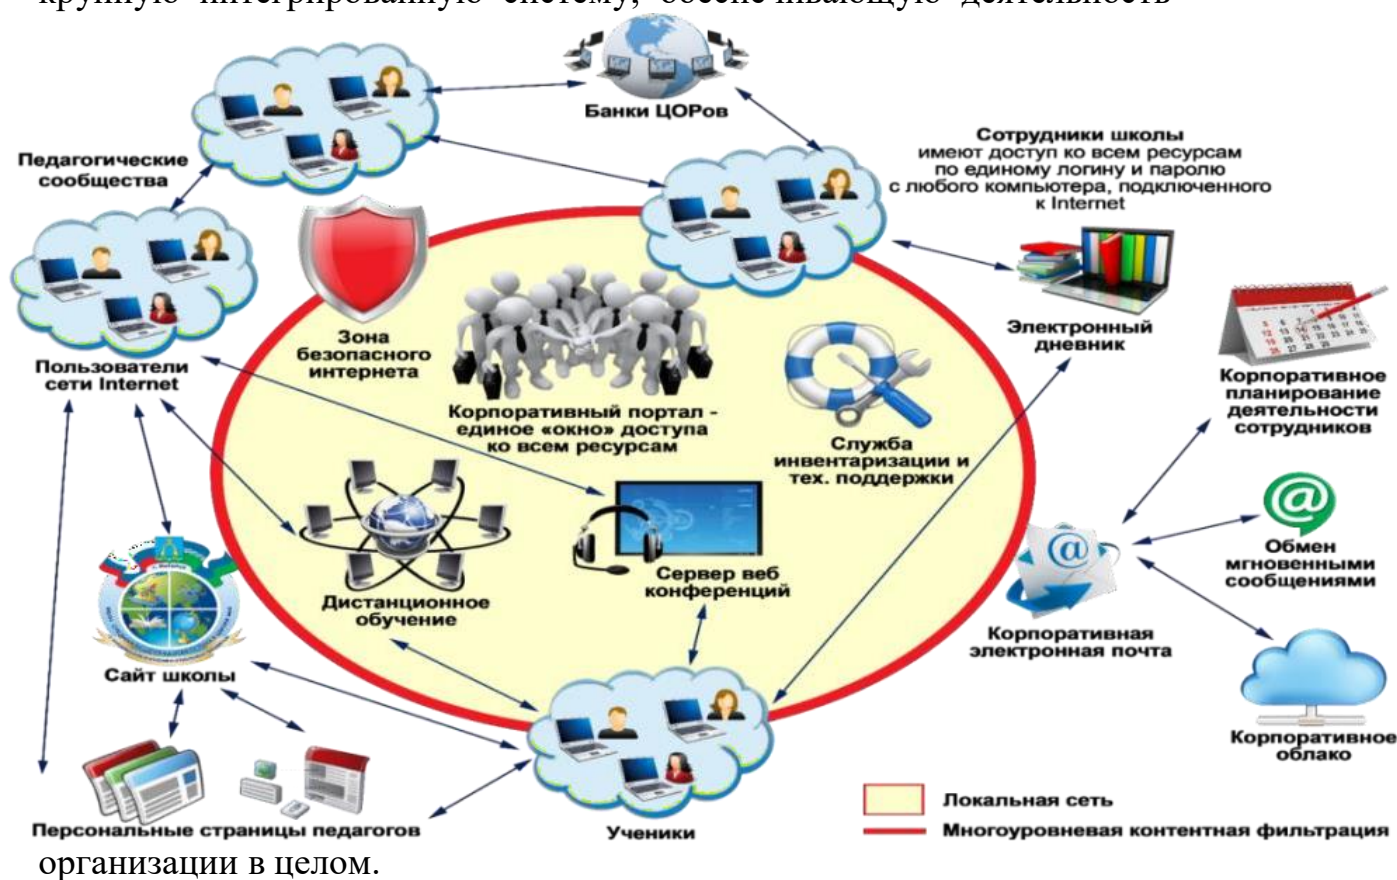 крупную интегрированную систему, обеспечивающую деятельность
Банки ЦОРов
Педагогические
сообщества
Сотрудники школы
имеют доступ ко всем ресурсам
по единому логину и паролю
с любого компьютера, подключенного
к Internet
Зона
безопасного
интернета
Пользователи
сети Internet
Электронный
дневник
Корпоративное
планирование
деятельности
сотрудников
Корпоративный портал -
единое «окно» доступа
ко всем ресурсам
Служба
инвентаризации и
тех. поддержки
Обмен
мгновенными
сообщениями
Сервер веб
конференций
Дистанционное
обучение
Корпоративная
электронная почта
Сайт школы
Корпоративное
облако
Персональные страницы педагогов
Ученики
Локальная сеть
Многоуровневая контентная фильтрация
организации в целом.